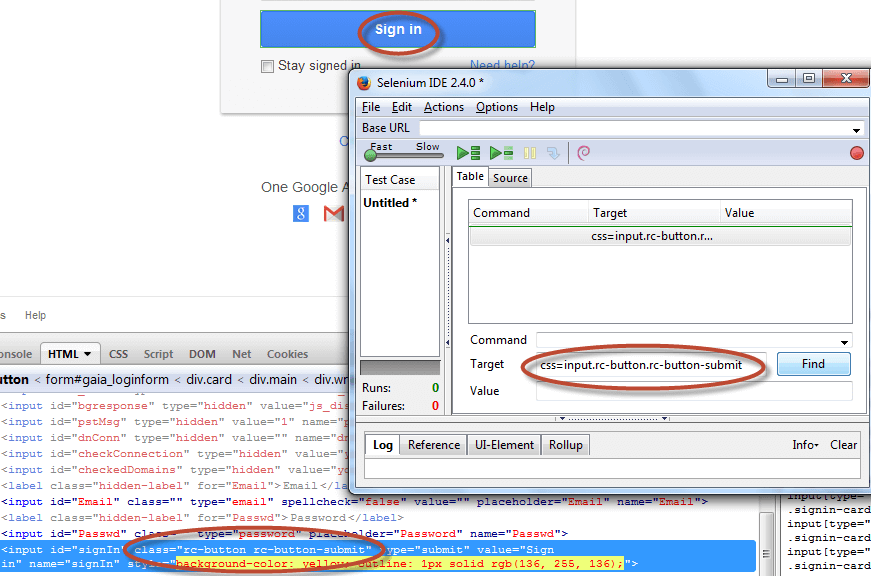 Sign in
Stay signed in
Need help?
One Google A
Help
Selenium IDE 2.4.0 *
File Edit Actions Options Help
Base URL
Fast Slow
Test Case
Untitled *
Runs: 0
Failures: 0
Table Source
Command Target Value
css=input.rc-button.r...
Command
Target css=input.rc-button.rc-button-submit Find
Value
Log Reference UI-Element Rollup Info Clear
onsole HTML CSS Script DOM Net Cookies
utton < form#gaia_loginform < div.card < div.main < div.wr
<input id="bgresponse" type="hidden" value="js_dis
<input id="pstMsg" type="hidden" value="1" name="p
<input id="dnConn" type="hidden" value="" name="dn
<input id="checkConnection" type="hidden" value="y
<input id="checkedDomains" type="hidden" value="yo
<label class="hidden-label" for="Email">Email</la
<input id="Email" class="" type="email" spellcheck="false" value="" placeholder="Email" name="Email">
<label class="hidden-label" for="Passwd">Password</label>
<input id="Passwd" class="" type="password" placeholder="Password" name="Passwd">
<input id="signIn" class="rc-button rc-button-submit" type="submit" value="Sign
in" name="signIn" style="background-color: yellow; outline: 1px solid rgb(136, 255, 136);">
input[type="
.signin-card
input[type="
.signin-card
input[type="
.signin-card